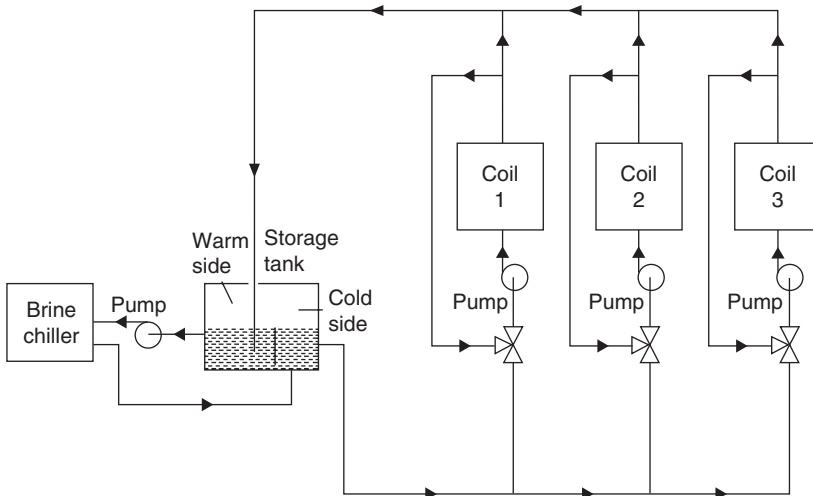 Coil
1
Coil
2
Coil
3
Warm
side
Storage
tank
Cold
side
Brine
chiller
Pump
Pump
Pump
Pump